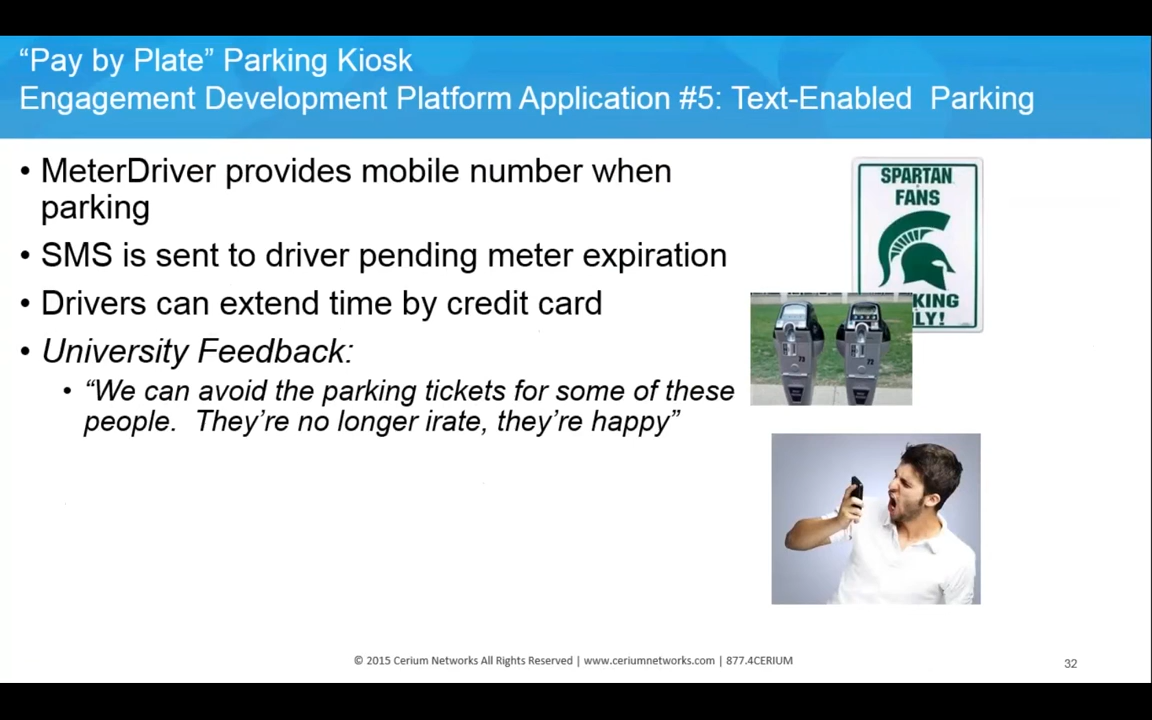 “Pay by Plate” Parking Kiosk
Engagement Development Platform Application #5: Text-Enabled Parking
• MeterDriver provides mobile number when
parking
• SMS is sent to driver pending meter expiration
• Drivers can extend time by credit card
• University Feedback:
• “We can avoid the parking tickets for some of these
people. They’re no longer irate, they’re happy”
SPARTAN
FANS
KING
LY!
73
73
© 2015 Cerium Networks All Rights Reserved | www.ceriumnetworks.com | 877.4CERIUM
32